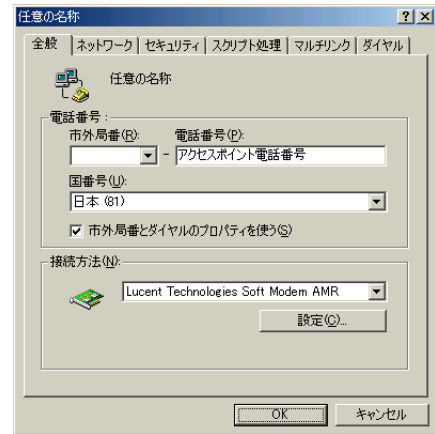 任意の名称
全般 ネットワーク セキュリティ スクリプト処理 マルチリンク ダイヤル
任意の名称
電話番号:
市外局番(R): 電話番号(P):
- アクセスポイント電話番号
国番号(U):
日本 (81)
市外局番とダイヤルのプロパティを使う(S)
接続方法(N):
Lucent Technologies Soft Modem AMR
設定(C)...
OK キャンセル